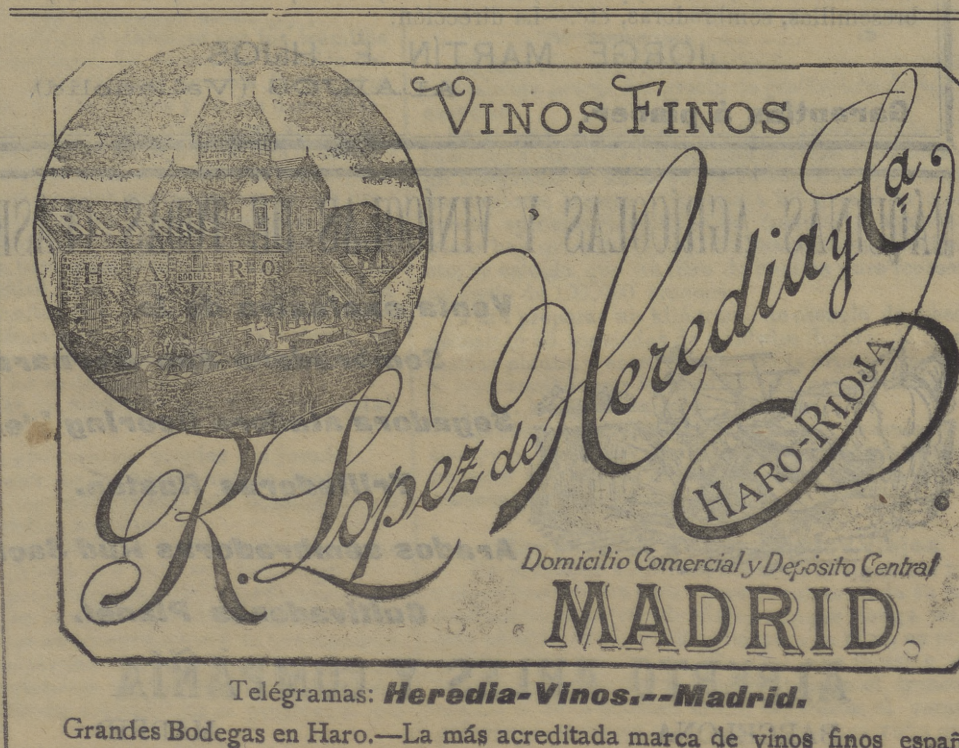 VINOS FINOS
R. Lopez de Heredia y Cª
HARO-RIOJA
HARO
Domicilio Comercial y Depósito Central
MADRID
Telégramas: Heredia-Vinos.--Madrid.
Grandes Bodegas en Haro.—La más acreditada marca de vinos finos españ